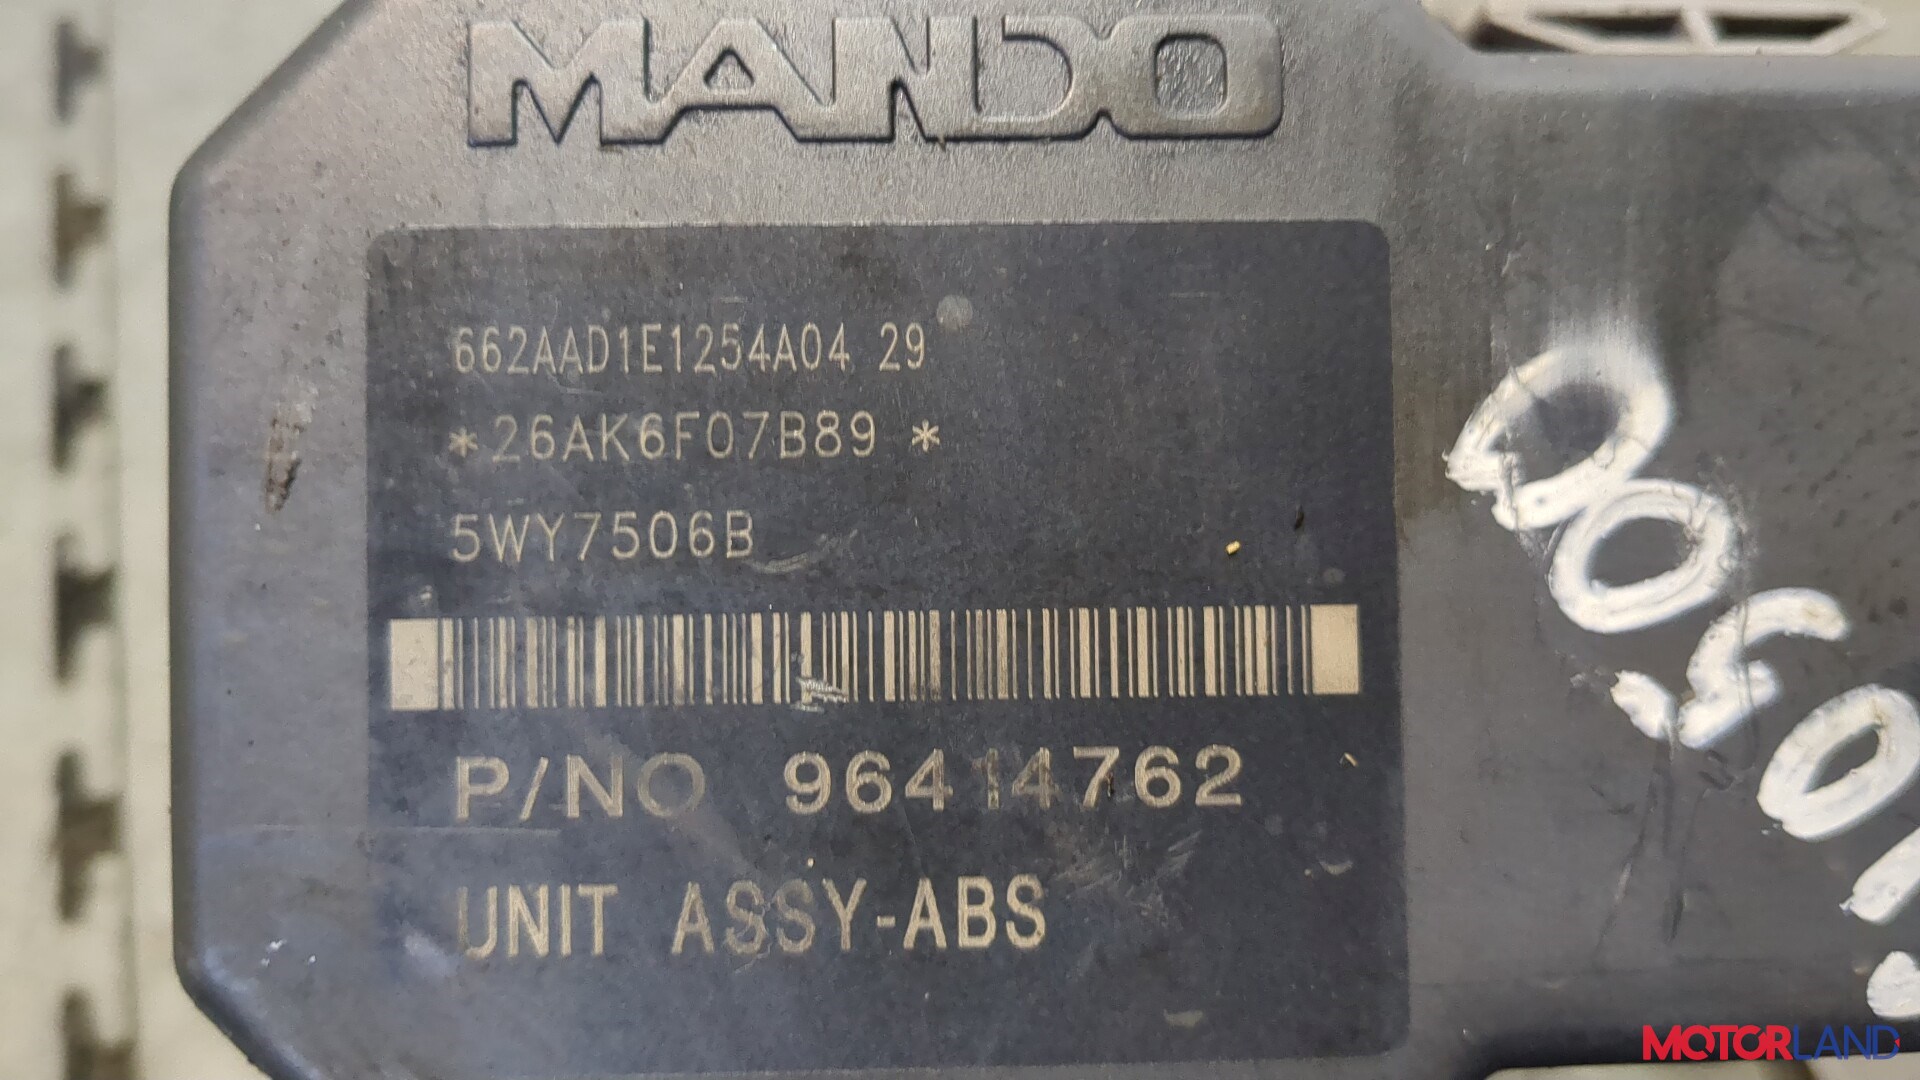 MANDO
662AAD1E1254A04 29
*26AK6F07B89 *
5WY7506B
P/NO 96414762
UNIT ASSY-ABS
MOTORLAND